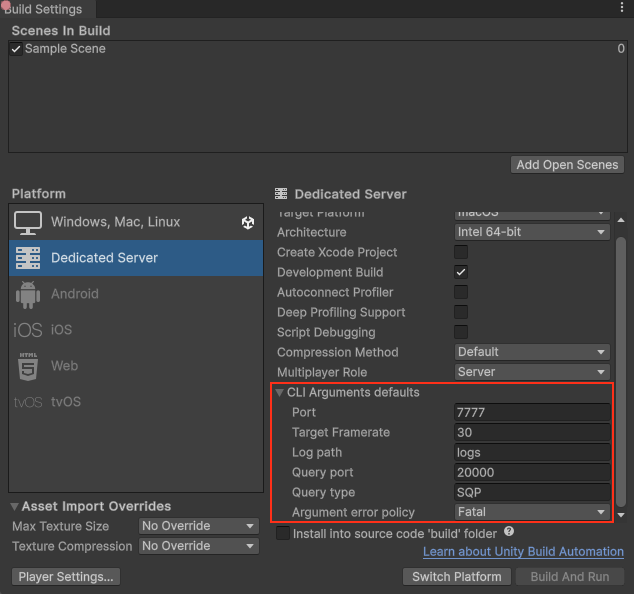 Build Settings
Scenes In Build
Sample Scene 0
Add Open Scenes
Platform
Windows, Mac, Linux
Dedicated Server
Android
iOS iOS
HTML Web
tvOS tvOS
Dedicated Server
Target Platform macOS
Architecture Intel 64-bit
Create Xcode Project
Development Build
Autoconnect Profiler
Deep Profiling Support
Script Debugging
Compression Method Default
Multiplayer Role Server
CLI Arguments defaults
Port 7777
Target Framerate 30
Log path logs
Query port 20000
Query type SQP
Argument error policy Fatal
Asset Import Overrides
Max Texture Size No Override
Texture Compression No Override
Install into source code 'build' folder ?
Learn about Unity Build Automation
Player Settings...
Switch Platform
Build And Run